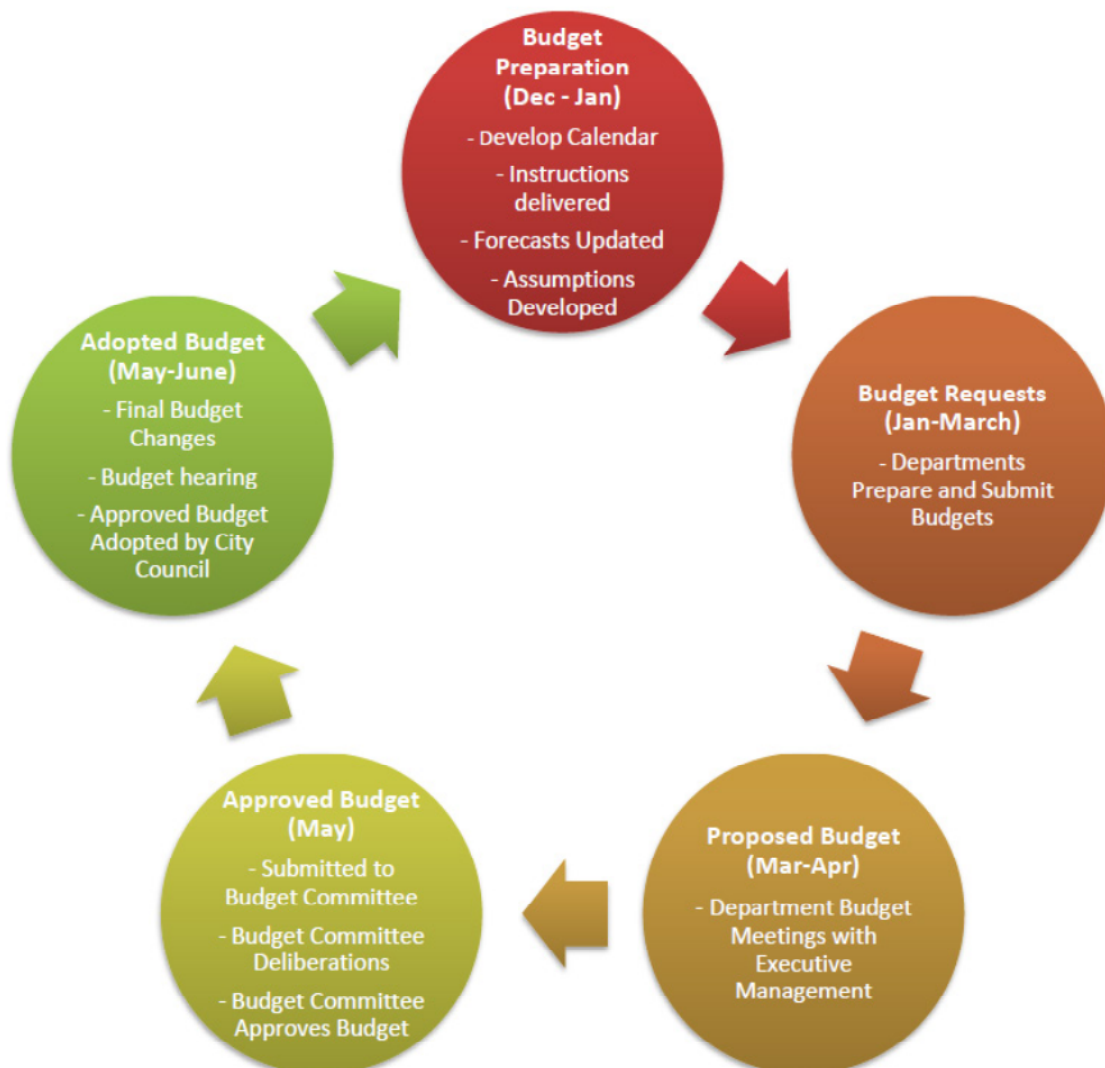 Budget
Preparation
(Dec - Jan)
- Develop Calendar
- Instructions
delivered
- Forecasts Updated
- Assumptions
Developed
Budget Requests
(Jan-March)
- Departments
Prepare and Submit
Budgets
Proposed Budget
(Mar-Apr)
- Department Budget
Meetings with
Executive
Management
Approved Budget
(May)
- Submitted to
Budget Committee
- Budget Committee
Deliberations
- Budget Committee
Approves Budget
Adopted Budget
(May-June)
- Final Budget
Changes
- Budget hearing
- Approved Budget
Adopted by City
Council